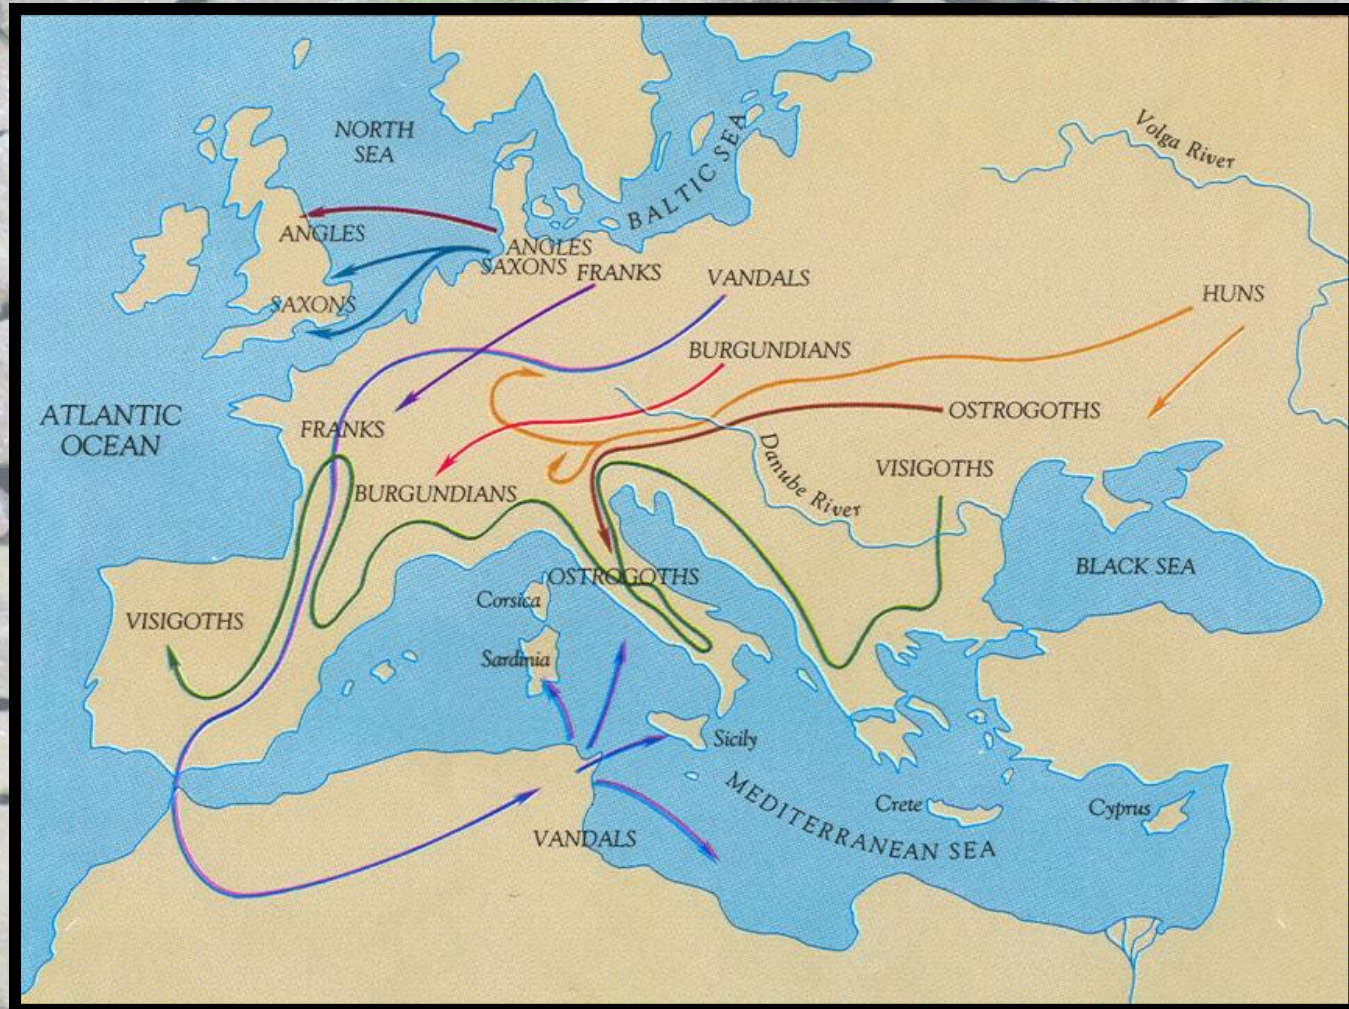 NORTH
SEA
Volga River
BALTIC SEA
ANGLES
ANGLES
SAXONS
FRANKS
VANDALS
HUNS
SAXONS
BURGUNDIANS
ATLANTIC
OCEAN
FRANKS
OSTROGOTHS
Danube River
VISIGOTHS
BURGUNDIANS
BLACK SEA
OSTROGOTHS
Corsica
VISIGOTHS
Sardinia
Sicily
MEDITERRANEAN SEA
Crete
Cyprus
VANDALS